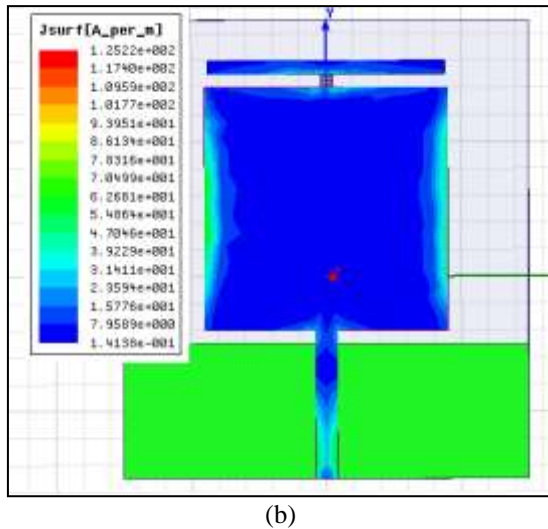 Jsurf[A_per_m]
1.2522e+002
1.1740e+002
1.0959e+002
1.0177e+002
9.3951e+001
8.6134e+001
7.8316e+001
7.0499e+001
6.2681e+001
5.4864e+001
4.7046e+001
3.9229e+001
3.1411e+001
2.3594e+001
1.5776e+001
7.9589e+000
1.4136e-001
Y
(b)